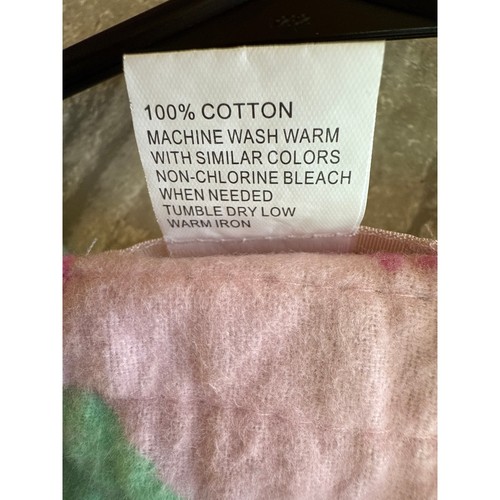 100% COTTON
MACHINE WASH WARM
WITH SIMILAR COLORS
NON-CHLORINE BLEACH
WHEN NEEDED
TUMBLE DRY LOW
WARM IRON